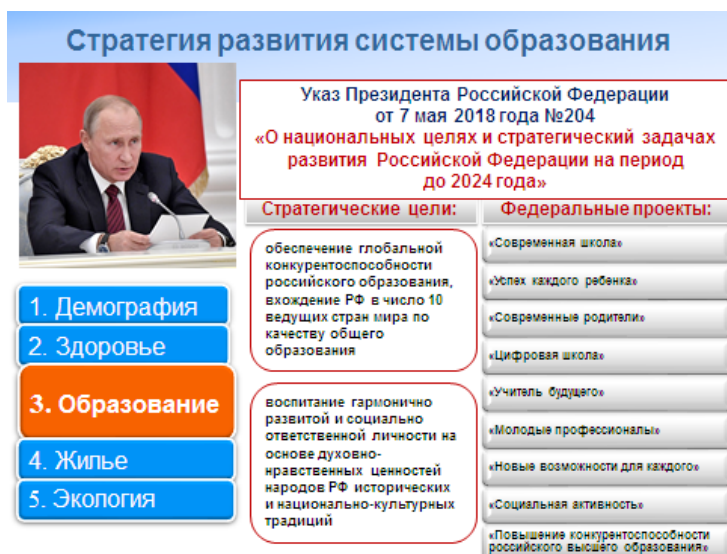 Стратегия развития системы образования
Указ Президента Российской Федерации
от 7 мая 2018 года №204
«О национальных целях и стратегический задачах
развития Российской Федерации на период
до 2024 года»
Стратегические цели:
обеспечение глобальной
конкурентоспособности
российского образования,
вхождение РФ в число 10
ведущих стран мира по
качеству общего
образования
воспитание гармонично
развитой и социально
ответственной личности на
основе духовно-
нравственных ценностей
народов РФ исторических
и национально-культурных
традиций
Федеральные проекты:
«Современная школа»
«Успех каждого ребенка»
«Современные родители»
«Цифровая школа»
«Учитель будущего»
«Молодые профессионалы»
«Новые возможности для каждого»
«Социальная активность»
«Повышение конкурентоспособности
российского высшего образования»
1. Демография
2. Здоровье
3. Образование
4. Жилье
5. Экология